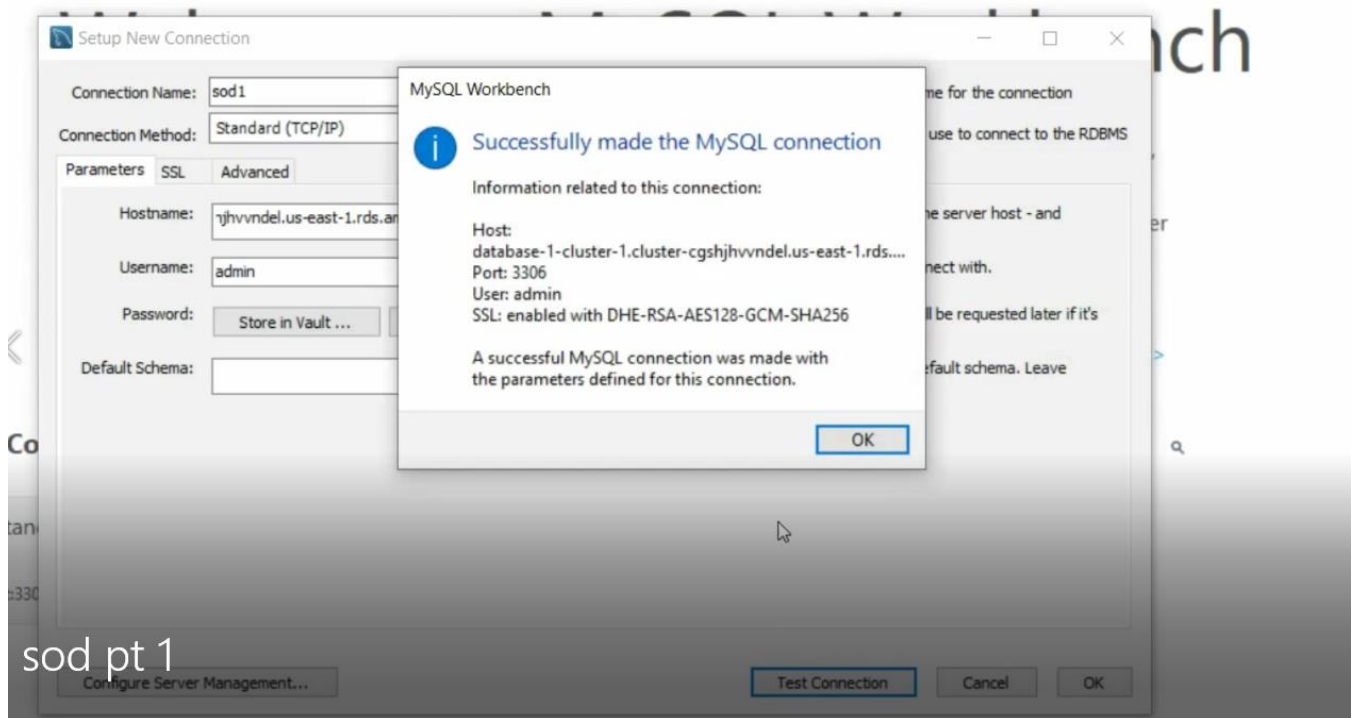 ch
Setup New Connection
Connection Name: sod1
me for the connection
Connection Method: Standard (TCP/IP)
use to connect to the RDBMS
Parameters SSL Advanced
Hostname: jhvvndel.us-east-1.rds.
e server host - and
Username: admin
nect with.
Password: Store in Vault ...
ll be requested later if it's
Default Schema:
efault schema. Leave
MySQL Workbench
Successfully made the MySQL connection
Information related to this connection:
Host:
database-1-cluster-1.cluster-cgshjhvvndel.us-east-1.rds....
Port: 3306
User: admin
SSL: enabled with DHE-RSA-AES128-GCM-SHA256
A successful MySQL connection was made with
the parameters defined for this connection.
OK
er
>
Co
tan
:330
sod pt 1
Configure Server Management... Test Connection Cancel OK